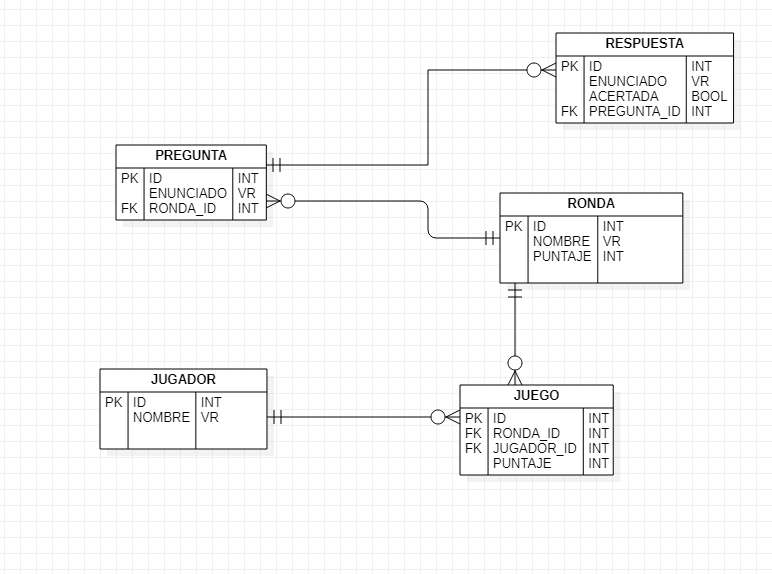 RESPUESTA
PK ID INT
ENUNCIADO VR
ACERTADA BOOL
FK PREGUNTA_ID INT
PREGUNTA
PK ID INT
ENUNCIADO VR
FK RONDA_ID INT
RONDA
PK ID INT
NOMBRE VR
PUNTAJE INT
JUGADOR
PK ID INT
NOMBRE VR
JUEGO
PK ID INT
FK RONDA_ID INT
FK JUGADOR_ID INT
PUNTAJE INT